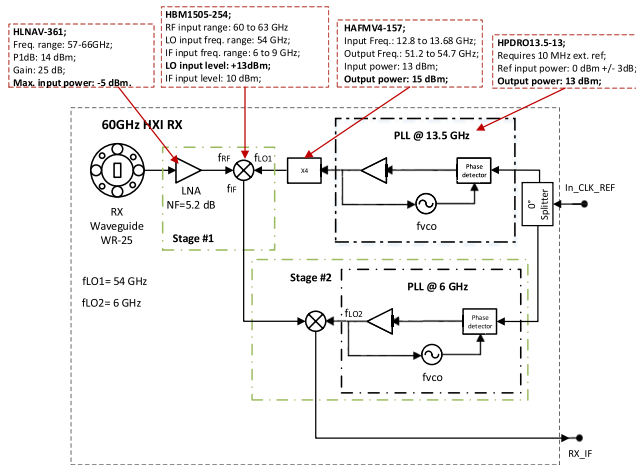 HLNAV-361;
Freq. range: 57-66GHz;
P1dB: 14 dBm;
Gain: 25 dB;
Max. input power: -5 dBm.
HBM1505-254;
RF input range: 60 to 63 GHz
LO input freq. range: 54 GHz;
IF input freq. range: 6 to 9 GHz;
LO input level: +13dBm;
IF input level: 10 dBm;
HAFMV4-157;
Input Freq.: 12.8 to 13.68 GHz;
Output Freq.: 51.2 to 54.7 GHz;
Input power: 13 dBm;
Output power: 15 dBm;
HPDRO13.5-13;
Requires 10 MHz ext. ref;
Ref input power: 0 dBm +/- 3dB;
Output power: 13 dBm;
60GHz HXI RX
PLL @ 13.5 GHz
fRF
fLO1
fIF
X4
Phase
detector
LNA
NF=5.2 dB
fvco
RX
Waveguide
WR-25
Stage #1
0°
Splitter
In_CLK_REF
fLO1= 54 GHz
fLO2= 6 GHz
Stage #2
PLL @ 6 GHz
fLO2
Phase
detector
fvco
RX_IF